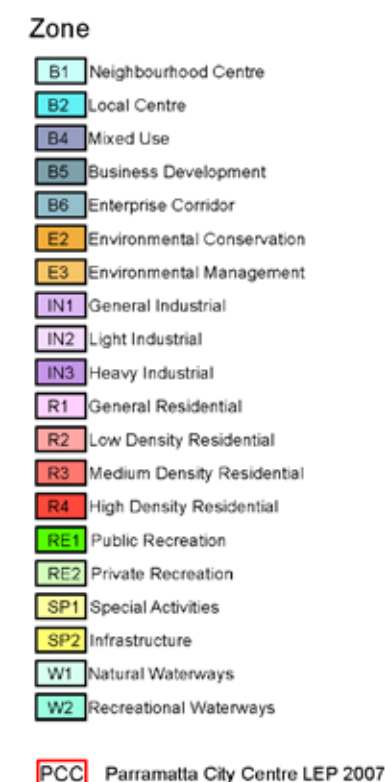 Zone
B1 Neighbourhood Centre
B2 Local Centre
B4 Mixed Use
B5 Business Development
B6 Enterprise Corridor
E2 Environmental Conservation
E3 Environmental Management
IN1 General Industrial
IN2 Light Industrial
IN3 Heavy Industrial
R1 General Residential
R2 Low Density Residential
R3 Medium Density Residential
R4 High Density Residential
RE1 Public Recreation
RE2 Private Recreation
SP1 Special Activities
SP2 Infrastructure
W1 Natural Waterways
W2 Recreational Waterways
PCC Parramatta City Centre LEP 2007